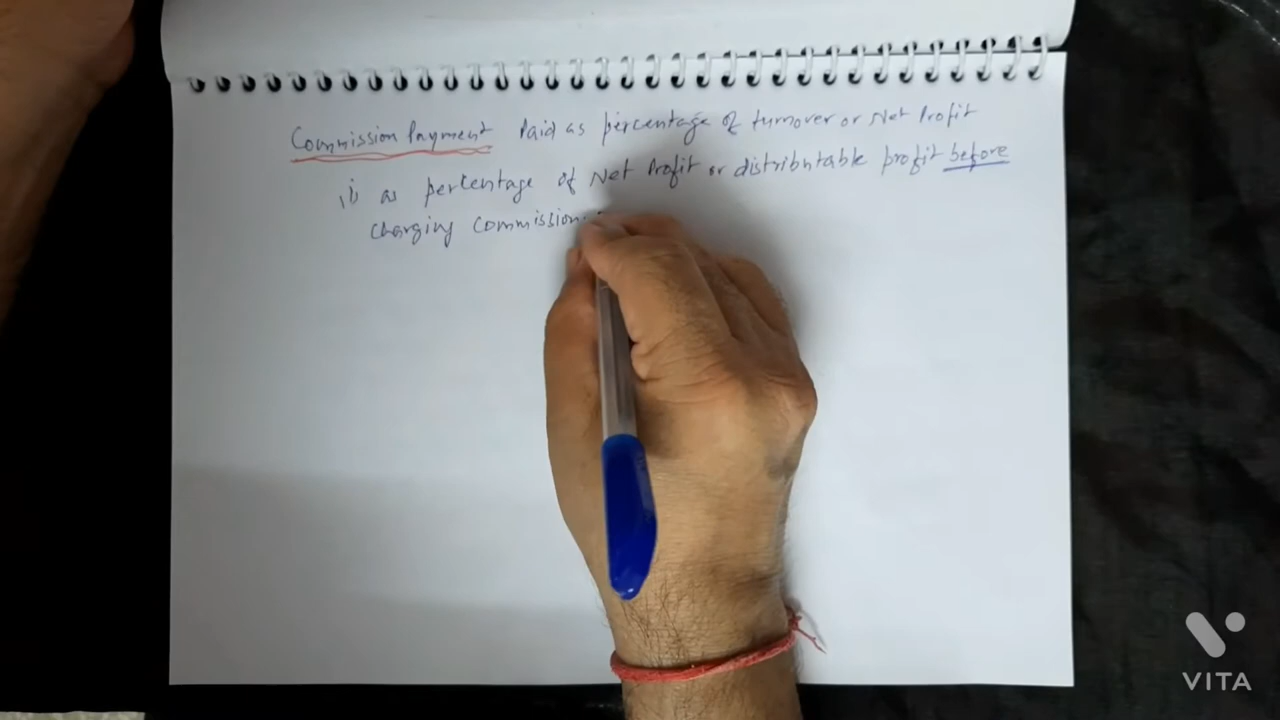 Commission Payment Paid as percentage of turnover or Net Profit
i) as percentage of Net Profit or distributable profit before
charging Commission.
VITA